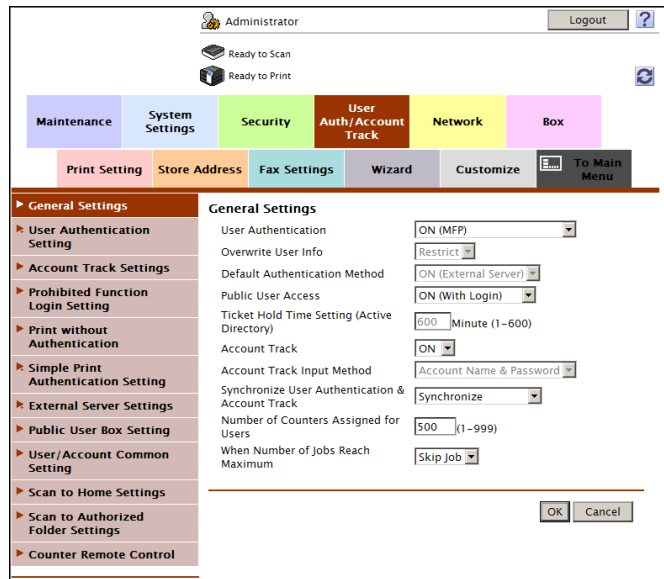 Administrator
Logout
?
Ready to Scan
Ready to Print
Maintenance
System
Settings
Security
User
Auth/Account
Track
Network
Box
Print Setting
Store Address
Fax Settings
Wizard
Customize
To Main
Menu
General Settings
User Authentication
Setting
Account Track Settings
Prohibited Function
Login Setting
Print without
Authentication
Simple Print
Authentication Setting
External Server Settings
Public User Box Setting
User/Account Common
Setting
Scan to Home Settings
Scan to Authorized
Folder Settings
Counter Remote Control
General Settings
User Authentication ON (MFP)
Overwrite User Info Restrict
Default Authentication Method ON (External Server)
Public User Access ON (With Login)
Ticket Hold Time Setting (Active
Directory) 600 Minute (1-600)
Account Track ON
Account Track Input Method Account Name & Password
Synchronize User Authentication &
Account Track Synchronize
Number of Counters Assigned for
Users 500 (1-999)
When Number of Jobs Reach
Maximum Skip Job
OK Cancel